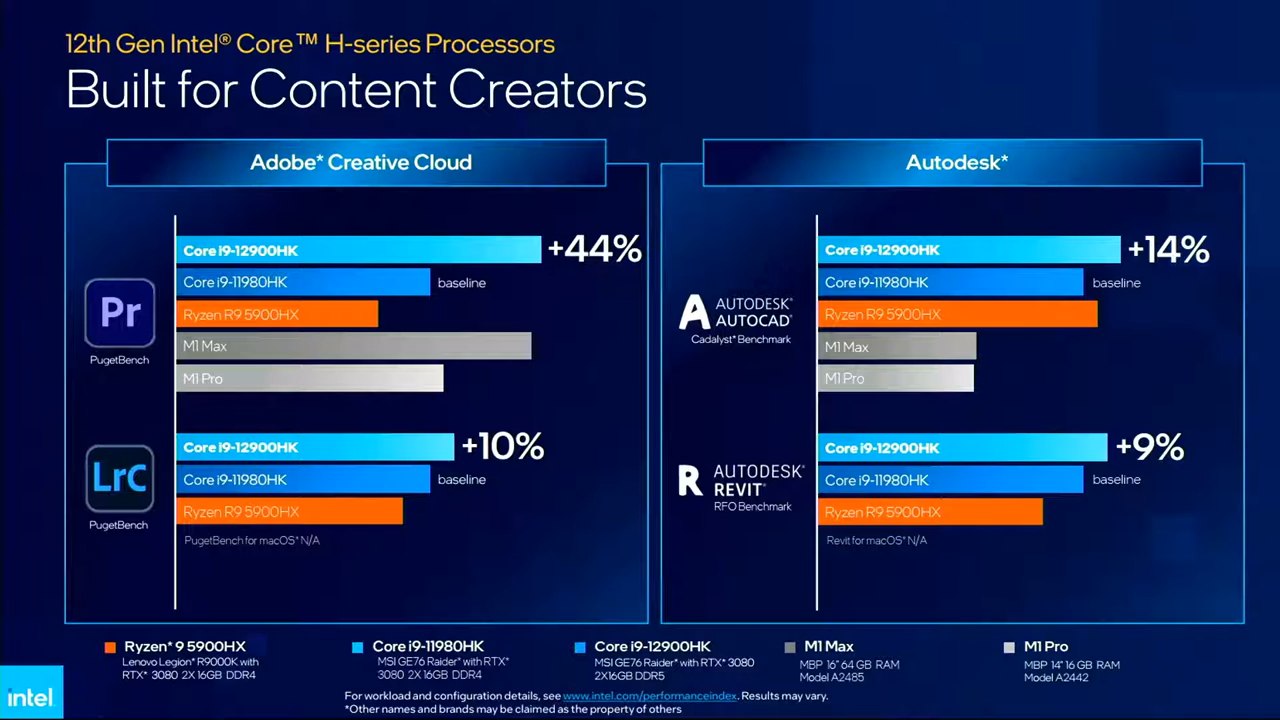 12th Gen Intel® Core™ H-series Processors
Built for Content Creators
Adobe* Creative Cloud
Pr
PugetBench
Core i9-12900HK +44%
Core i9-11980HK baseline
Ryzen R9 5900HX
M1 Max
M1 Pro
LrC
PugetBench
Core i9-12900HK +10%
Core i9-11980HK baseline
Ryzen R9 5900HX
PugetBench for macOS* N/A
Autodesk*
A AUTODESK®
AUTOCAD®
Cadalyst* Benchmark
Core i9-12900HK +14%
Core i9-11980HK baseline
Ryzen R9 5900HX
M1 Max
M1 Pro
R AUTODESK®
REVIT®
RFO Benchmark
Core i9-12900HK +9%
Core i9-11980HK baseline
Ryzen R9 5900HX
Revit for macOS* N/A
Ryzen* 9 5900HX
Lenovo Legion* R9000K with
RTX* 3080 2X 16GB DDR4
Core i9-11980HK
MSI GE76 Raider* with RTX*
3080 2X 16GB DDR4
Core i9-12900HK
MSI GE76 Raider* with RTX* 3080
2X16GB DDR5
M1 Max
MBP 16" 64 GB RAM
Model A2485
M1 Pro
MBP 14" 16 GB RAM
Model A2442
intel
For workload and configuration details, see www.intel.com/performanceindex. Results may vary.
*Other names and brands may be claimed as the property of others